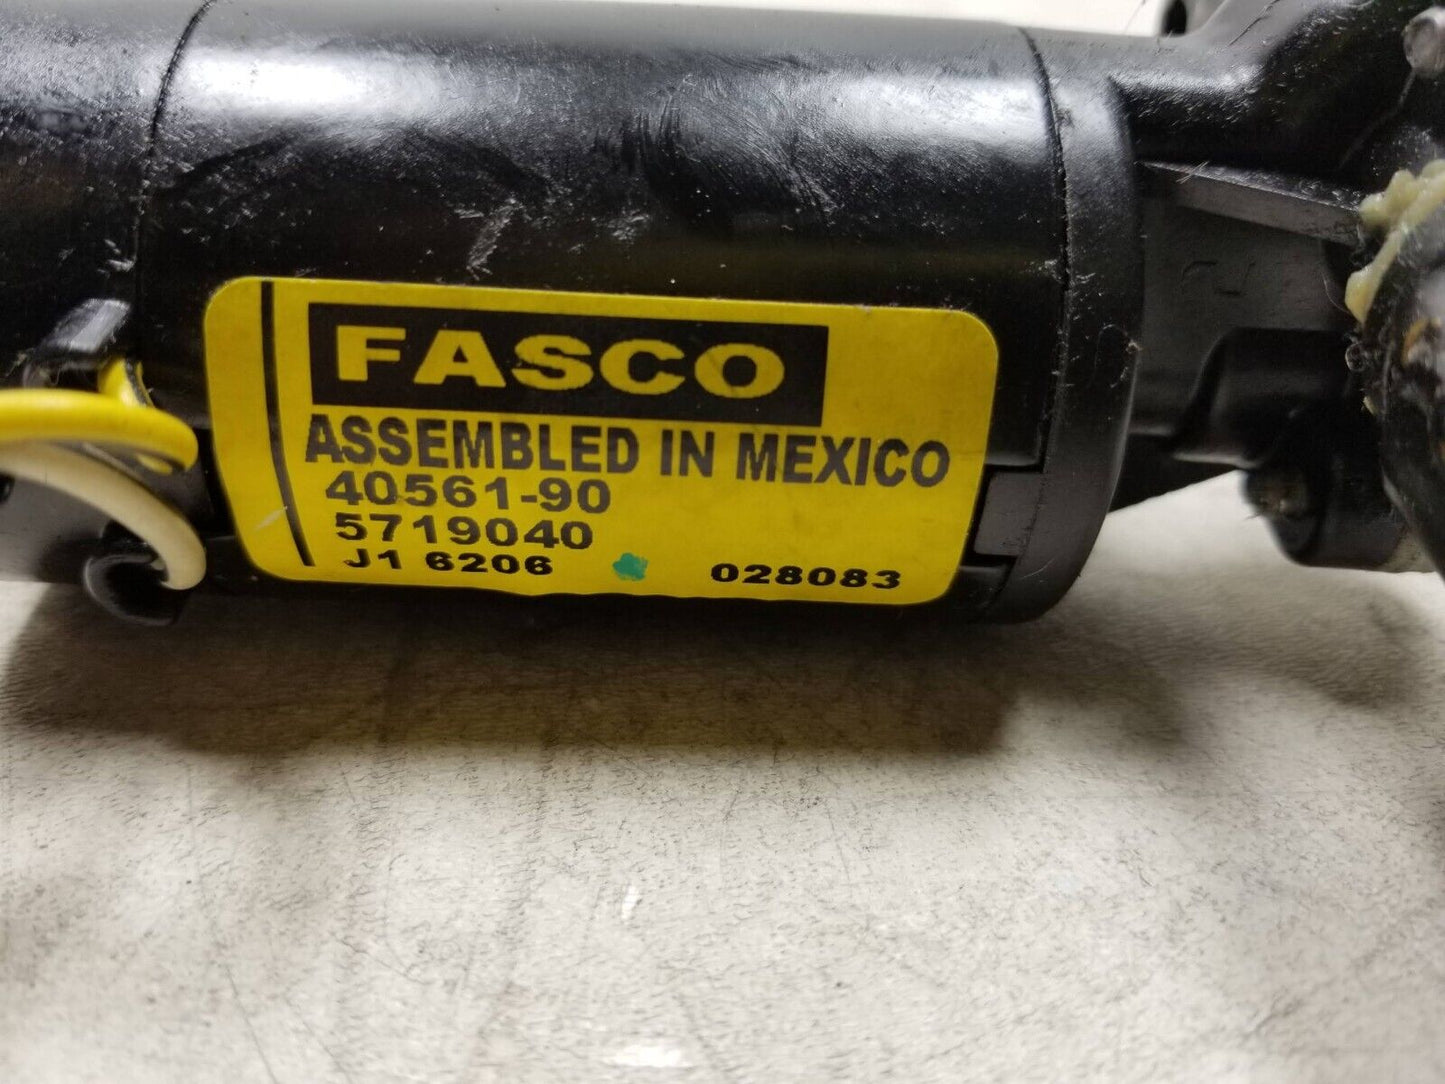 FASCO
ASSEMBLED IN MEXICO
40561-90
5719040
J1 6206 028083